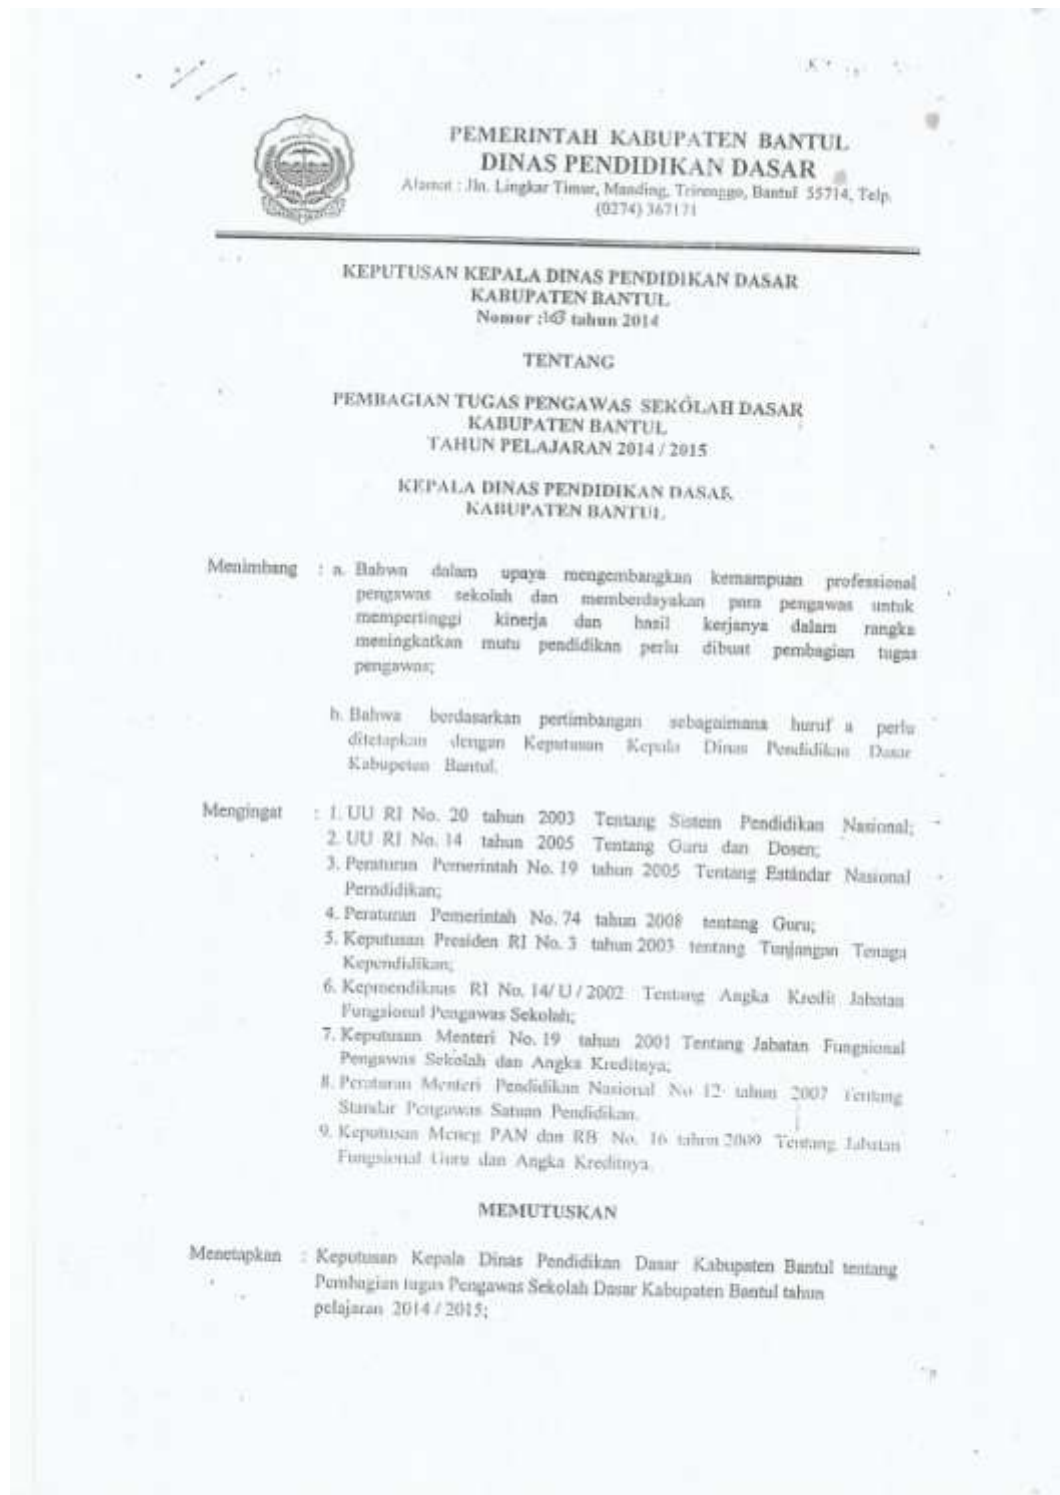 PEMERINTAH KABUPATEN BANTUL
DINAS PENDIDIKAN DASAR
Alamat : Jln. Lingkar Timur, Manding, Trirenggo, Bantul 55714, Telp.
(0274) 367171
KEPUTUSAN KEPALA DINAS PENDIDIKAN DASAR
KABUPATEN BANTUL
Nomor : tahun 2014
TENTANG
PEMBAGIAN TUGAS PENGAWAS SEKOLAH DASAR
KABUPATEN BANTUL
TAHUN PELAJARAN 2014 / 2015
KEPALA DINAS PENDIDIKAN DASAR
KABUPATEN BANTUL
Menimbang : a. Bahwa dalam upaya mengembangkan kemampuan professional
pengawas sekolah dan memberdayakan para pengawas untuk
mempertinggi kinerja dan hasil kerjanya dalam rangka
meningkatkan mutu pendidikan perlu dibuat pembagian tugas
pengawas;
b. Bahwa berdasarkan pertimbangan sebagaimana huruf a perlu
ditetapkan dengan Keputusan Kepala Dinas Pendidikan Dasar
Kabupeten Bantul.
Mengingat : 1. UU RI No. 20 tahun 2003 Tentang Sistem Pendidikan Nasional;
2. UU RI No. 14 tahun 2005 Tentang Guru dan Dosen;
3. Peraturan Pemerintah No. 19 tahun 2005 Tentang Estándar Nasional
Perndidikan;
4. Peraturan Pemerintah No. 74 tahun 2008 tentang Guru;
5. Keputusan Presiden RI No. 3 tahun 2003 tentang Tunjangan Tenaga
Kependidikan;
6. Kepmendiknas RI No. 14/ U / 2002 Tentang Angka Kredit Jabatan
Fungsional Pengawas Sekolah;
7. Keputusan Menteri No. 19 tahun 2001 Tentang Jabatan Fungsional
Pengawas Sekolah dan Angka Kreditnya;
8. Peraturan Menteri Pendidikan Nasional No 12 tahun 2007 Tentang
Standar Pengawas Satuan Pendidikan.
9. Keputusan Meneg PAN dan RB No. 16 tahun 2009 Tentang Jabatan
Fungsional Guru dan Angka Kreditnya.
MEMUTUSKAN
Menetapkan : Keputusan Kepala Dinas Pendidikan Dasar Kabupaten Bantul tentang
Pembagian tugas Pengawas Sekolah Dasar Kabupaten Bantul tahun
pelajaran 2014 / 2015;